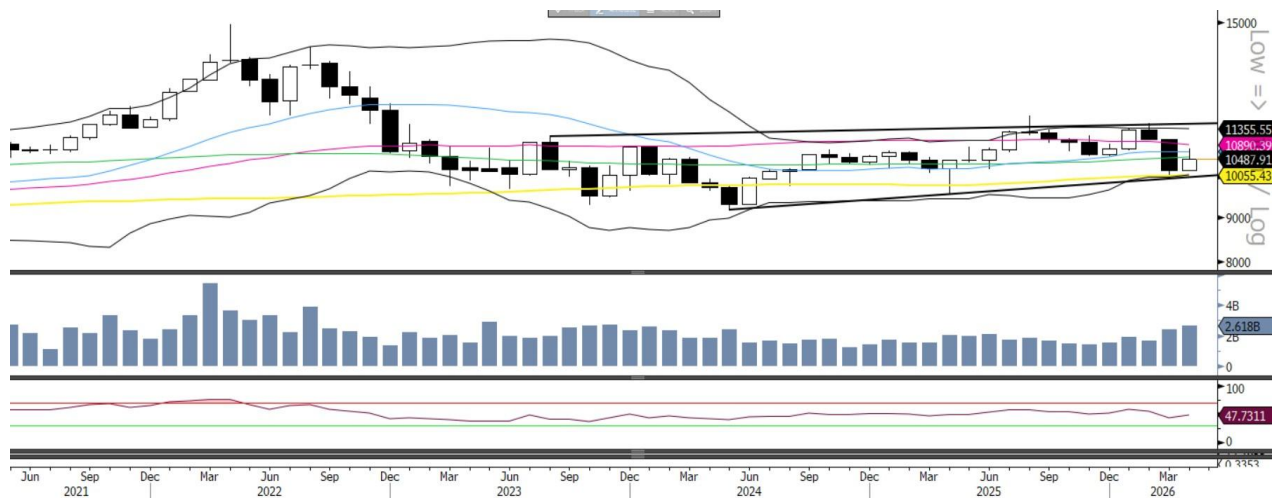 15000
Low =>
11355.55
10890.39
10487.91
10055.43
Log
9000
8000
4B
2.618B
2B
0
100
47.7311
0
0.3353
Jun Sep Dec Mar Jun Sep Dec Mar Jun Sep Dec Mar Jun Sep Dec Mar Jun Sep Dec Mar
2021 2022 2023 2024 2025 2026